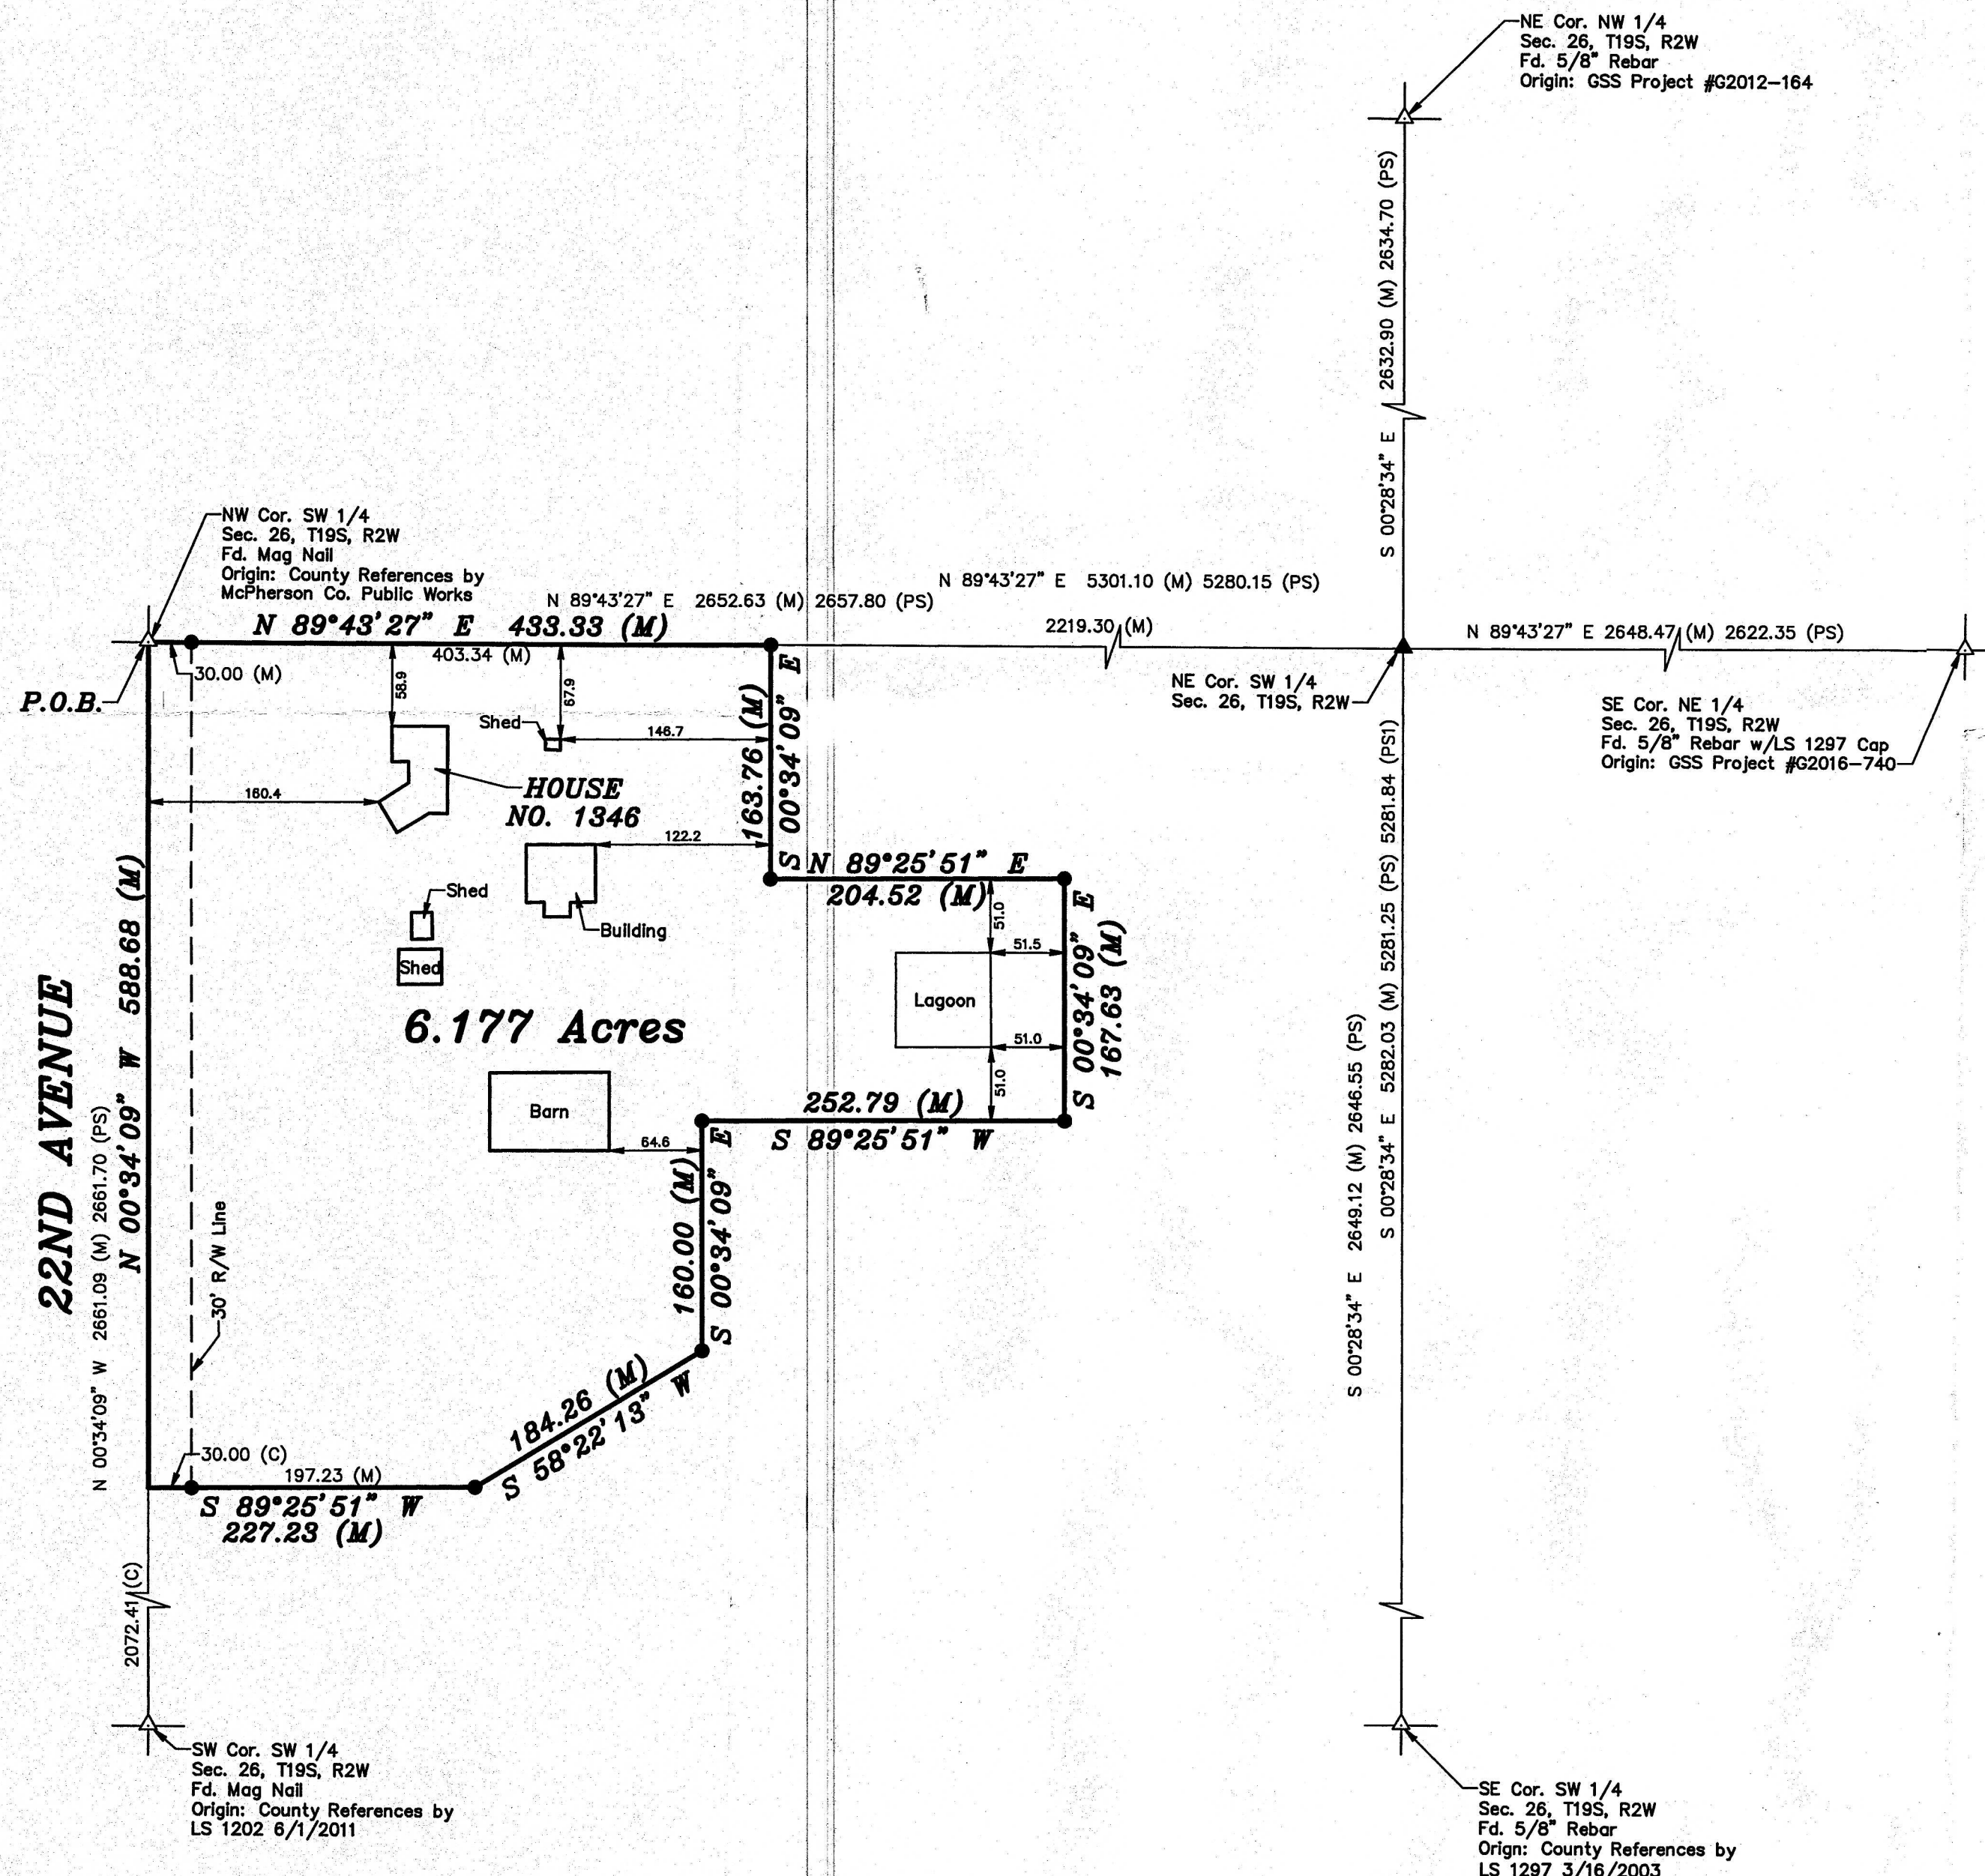 NE Cor. NW 1/4
Sec. 26, T19S, R2W
Fd. 5/8" Rebar
Origin: GSS Project #G2012-164
S 00°28'34" E 2632.90 (M) 2634.70 (PS)
NW Cor. SW 1/4
Sec. 26, T19S, R2W
Fd. Mag Nail
Origin: County References by
McPherson Co. Public Works
N 89°43'27" E 5301.10 (M) 5280.15 (PS)
N 89°43'27" E 2652.63 (M) 2657.80 (PS)
N 89°43'27" E 433.33 (M)
2219.30 (M)
N 89°43'27" E 2648.47 (M) 2622.35 (PS)
403.34 (M)
30.00 (M)
P.O.B.
58.9
67.9
NE Cor. SW 1/4
Sec. 26, T19S, R2W
SE Cor. NE 1/4
Sec. 26, T19S, R2W
Fd. 5/8" Rebar w/LS 1297 Cap
Origin: GSS Project #G2016-740
Shed
146.7
163.76 (M)
S 00°34'09" E
HOUSE
NO. 1346
160.4
122.2
N 89°25'51" E
204.52 (M)
Shed
Building
Shed
51.0
51.5
Lagoon
51.0
51.0
S 00°34'09" E
167.63 (M)
6.177 Acres
22ND AVENUE
N 00°34'09" W 2661.09 (M) 2661.70 (PS)
N 00°34'09" W 588.68 (M)
Barn
64.6
252.79 (M)
S 89°25'51" W
160.00 (M)
S 00°34'09" E
30' R/W Line
S 00°28'34" E 2649.12 (M) 2646.55 (PS)
S 00°28'34" E 5282.03 (M) 5281.25 (PS) 5281.84 (PS1)
184.26 (M)
S 58°22'13" W
30.00 (C)
197.23 (M)
S 89°25'51" W
227.23 (M)
2072.41 (C)
SW Cor. SW 1/4
Sec. 26, T19S, R2W
Fd. Mag Nail
Origin: County References by
LS 1202 6/1/2011
SE Cor. SW 1/4
Sec. 26, T19S, R2W
Fd. 5/8" Rebar
Orign: County References by
LS 1297 3/16/2003